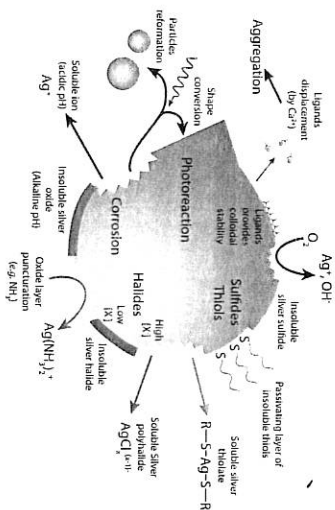 Ligands
displacement
(by Ca²⁺)
Aggregation
Particles
reformation
Shape
conversion
Soluble ion
(acidic pH)
Ag⁺
Photoreaction
Ligands
provides
colloidal
stability
O₂
Ag⁺, OH⁻
Insoluble
silver sulfide
Sulfides
Thiols
S
S
S
Passivating layer of
insoluble thiols
Corrosion
Insoluble silver
oxide
(Alkaline pH)
Halides
High
[X⁻]
Low
[X⁻]
Insoluble
silver halide
Soluble silver
thiolate
R—S—Ag—S—R
Soluble Silver
polyhalide
AgClₓ⁽ˣ⁻¹⁾⁻
Oxide layer
puncturation
(e.g. NH₃)
Ag(NH₃)₂⁺